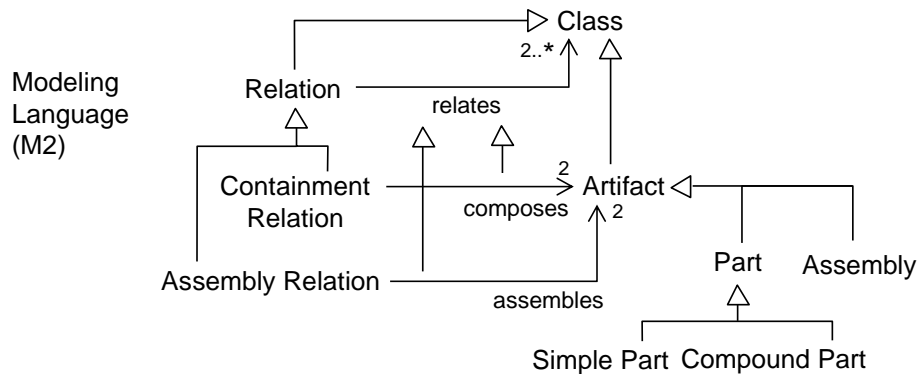 Class
2..*
Modeling
Language
(M2)
Relation
relates
Containment
Relation
2
composes
Artifact
2
Assembly Relation
assembles
Part
Assembly
Simple Part
Compound Part